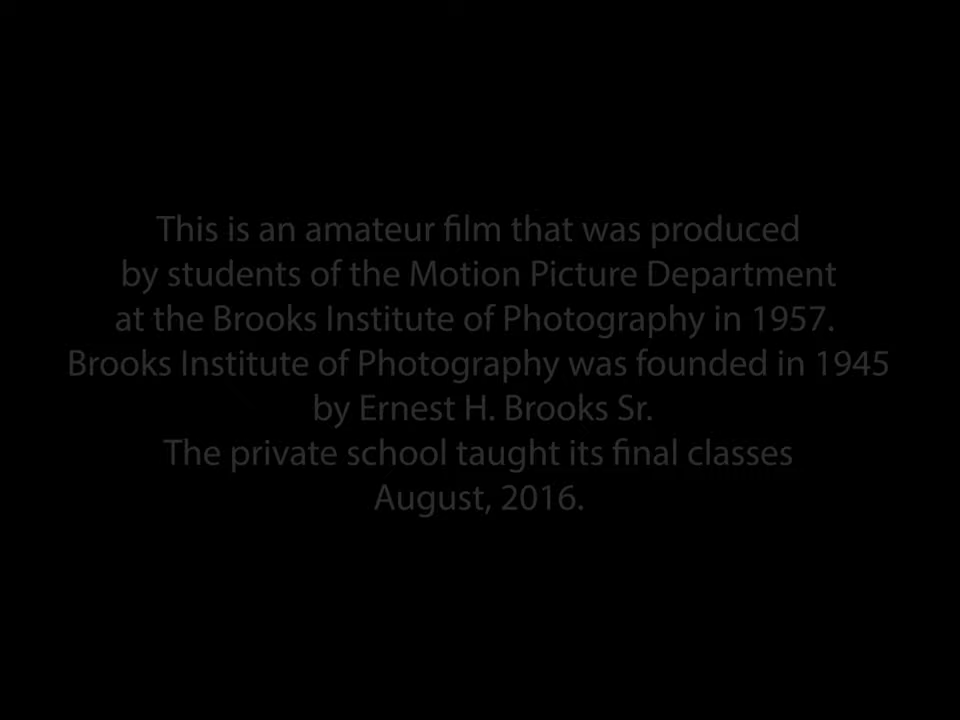 This is an amateur film that was produced
by students of the Motion Picture Department
at the Brooks Institute of Photography in 1957.
Brooks Institute of Photography was founded in 1945
by Ernest H. Brooks Sr.
The private school taught its final classes
August, 2016.